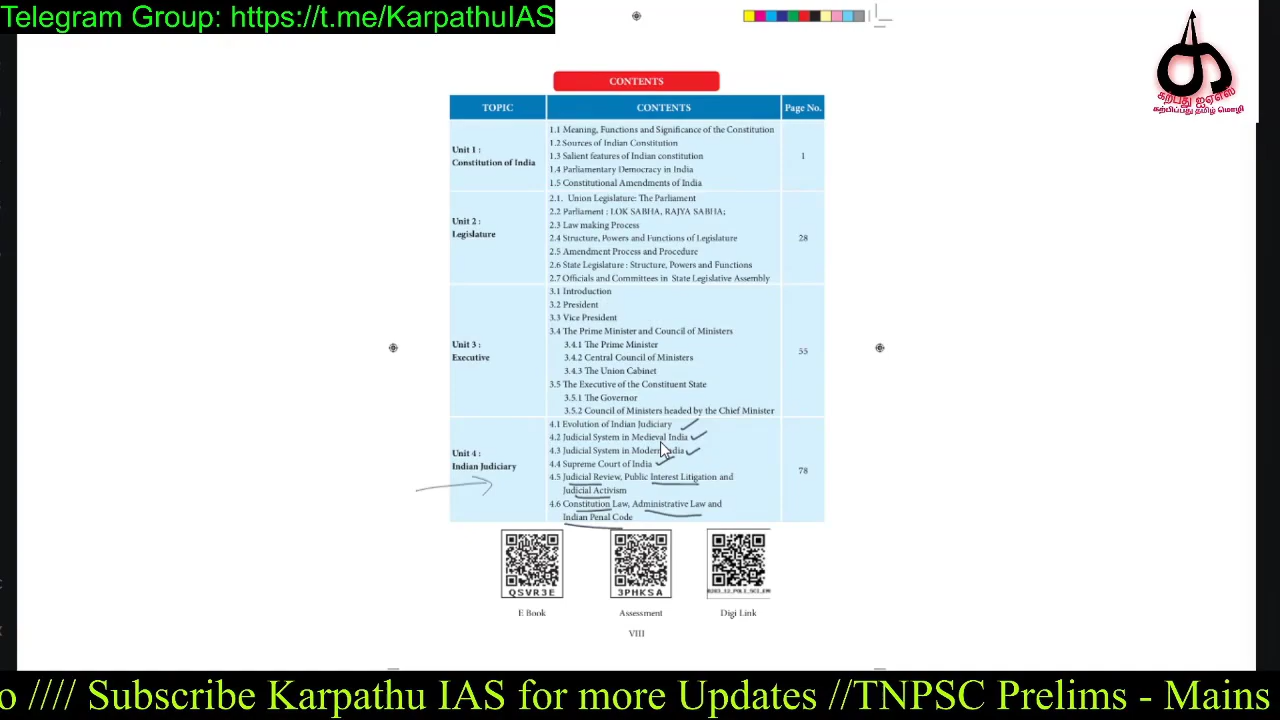 Telegram Group: https://t.me/KarpathuIAS
கற்பது ஐஏஎஸ்
கற்பிப்பது தமிழ் மொழி
CONTENTS
TOPIC CONTENTS Page No.
Unit 1 :
Constitution of India
1.1 Meaning, Functions and Significance of the Constitution
1.2 Sources of Indian Constitution
1.3 Salient features of Indian constitution
1.4 Parliamentary Democracy in India
1.5 Constitutional Amendments of India
1
Unit 2 :
Legislature
2.1. Union Legislature: The Parliament
2.2 Parliament : LOK SABHA, RAJYA SABHA;
2.3 Law making Process
2.4 Structure, Powers and Functions of Legislature
2.5 Amendment Process and Procedure
2.6 State Legislature : Structure, Powers and Functions
2.7 Officials and Committees in State Legislative Assembly
28
Unit 3 :
Executive
3.1 Introduction
3.2 President
3.3 Vice President
3.4 The Prime Minister and Council of Ministers
3.4.1 The Prime Minister
3.4.2 Central Council of Ministers
3.4.3 The Union Cabinet
3.5 The Executive of the Constituent State
3.5.1 The Governor
3.5.2 Council of Ministers headed by the Chief Minister
55
Unit 4 :
Indian Judiciary
4.1 Evolution of Indian Judiciary
4.2 Judicial System in Medieval India
4.3 Judicial System in Modern India
4.4 Supreme Court of India
4.5 Judicial Review, Public Interest Litigation and
Judicial Activism
4.6 Constitution Law, Administrative Law and
Indian Penal Code
78
QSVR3E 3PHKSA
E Book Assessment Digi Link
VIII
o //// Subscribe Karpathu IAS for more Updates //TNPSC Prelims - Mains